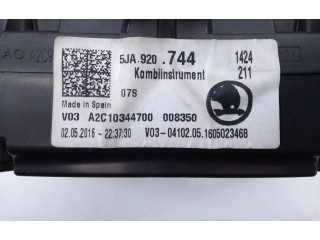 5JA.920.744 1424
Kombiinstrument 211
07S
Made in Spain
V03 A2C10344700 008350
02.05.2016 - 22:37:30 V03-04102.05.1605023468